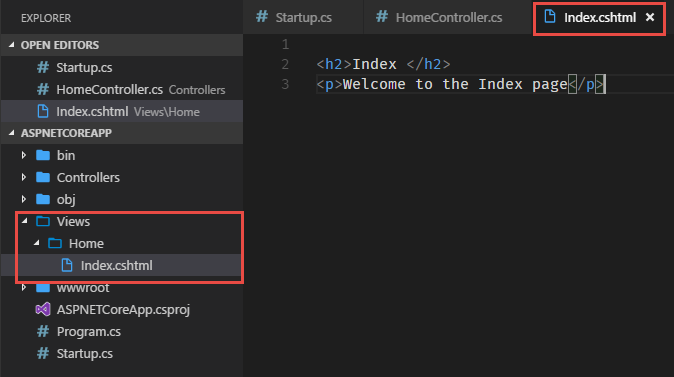 EXPLORER
OPEN EDITORS
# Startup.cs
# HomeController.cs Controllers
Index.cshtml Views\Home
ASPNETCOREAPP
bin
Controllers
obj
Views
Home
Index.cshtml
wwwroot
ASPNETCoreApp.csproj
# Program.cs
# Startup.cs
# Startup.cs # HomeController.cs Index.cshtml ×
1
2 <h2>Index </h2>
3 <p>Welcome to the Index page</p>